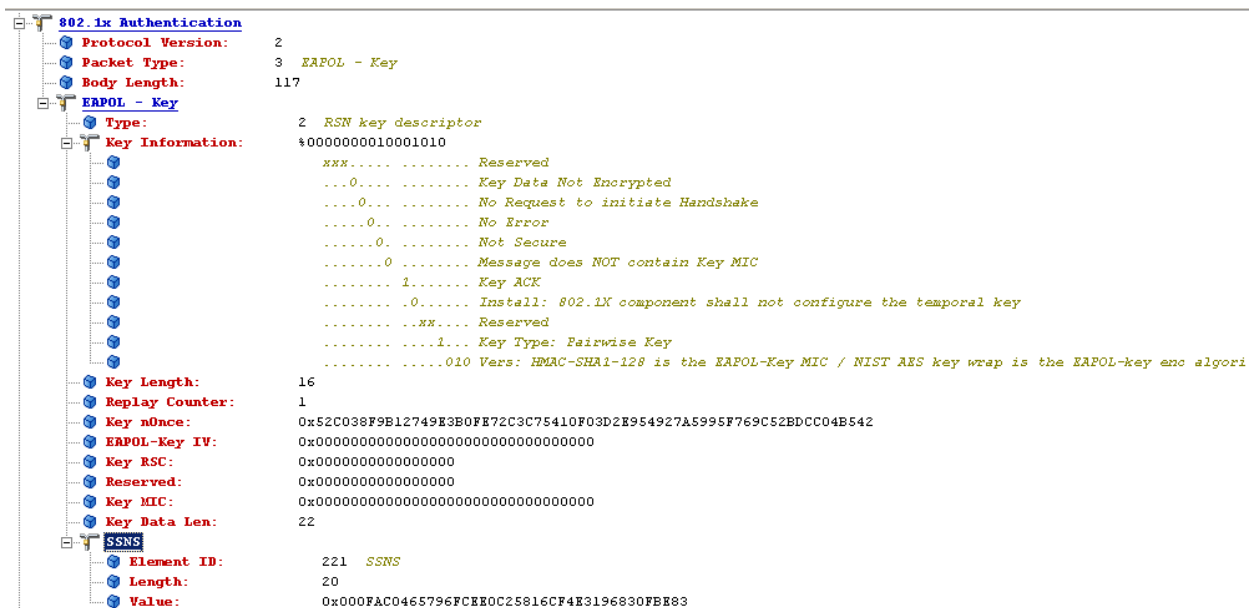 802.1x Authentication
Protocol Version: 2
Packet Type: 3 EAPOL - Key
Body Length: 117
EAPOL - Key
Type: 2 RSN key descriptor
Key Information: %0000000010001010
xxx..... ........ Reserved
...0.... ........ Key Data Not Encrypted
....0... ........ No Request to initiate Handshake
.....0.. ........ No Error
......0. ........ Not Secure
.......0 ........ Message does NOT contain Key MIC
........ 1....... Key ACK
........ .0...... Install: 802.1X component shall not configure the temporal key
........ ..xx.... Reserved
........ ....1... Key Type: Pairwise Key
........ .....010 Vers: HMAC-SHA1-128 is the EAPOL-Key MIC / NIST AES key wrap is the EAPOL-key enc algori
Key Length: 16
Replay Counter: 1
Key nOnce: 0x52C038F9B12749E3B0FE72C3C75410F03D2E954927A5995F769C52BDCC04B542
EAPOL-Key IV: 0x00000000000000000000000000000000
Key RSC: 0x0000000000000000
Reserved: 0x0000000000000000
Key MIC: 0x00000000000000000000000000000000
Key Data Len: 22
SSNS
Element ID: 221 SSNS
Length: 20
Value: 0x000FAC0465796FCEE0C25816CF4E3196830FBE83